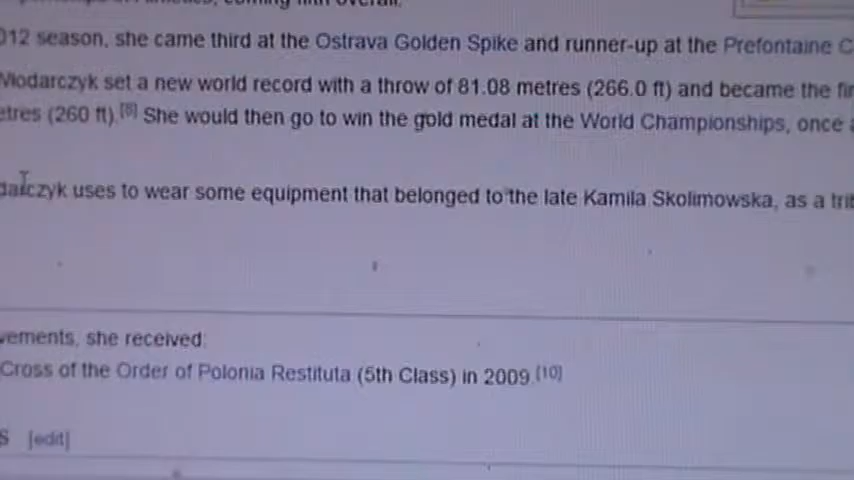 012 season, she came third at the Ostrava Golden Spike and runner-up at the Prefontaine C
Wlodarczyk set a new world record with a throw of 81.08 metres (266.0 ft) and became the fir
etres (260 ft).[8] She would then go to win the gold medal at the World Championships, once a
darczyk uses to wear some equipment that belonged to the late Kamila Skolimowska, as a trib
vements, she received:
Cross of the Order of Polonia Restituta (5th Class) in 2009.[10]
s [edit]